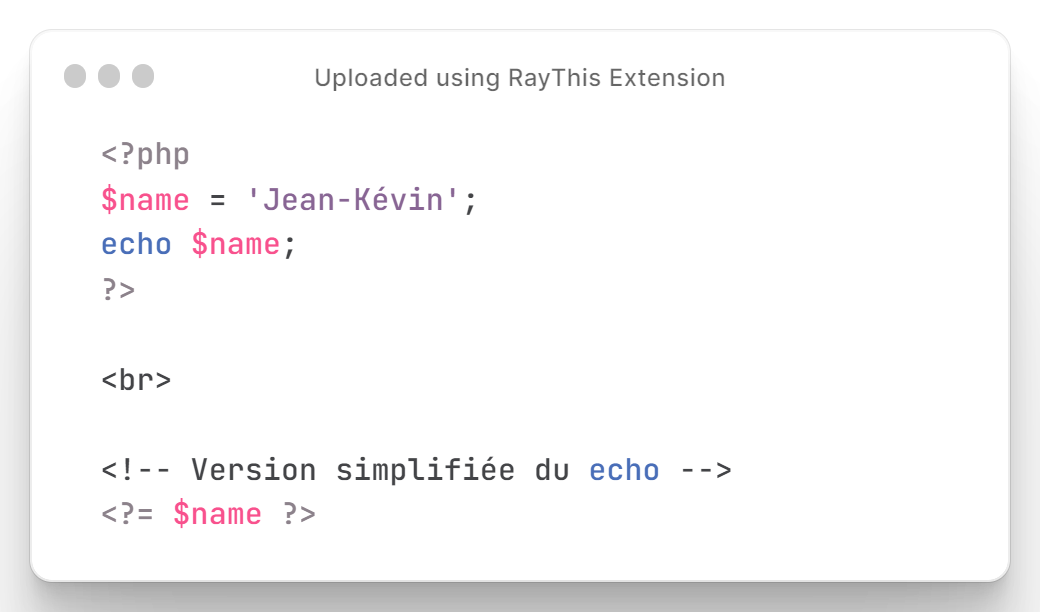 Uploaded using RayThis Extension
<?php
$name = 'Jean-Kévin';
echo $name;
?>
<br>
<!-- Version simplifiée du echo -->
<?= $name ?>